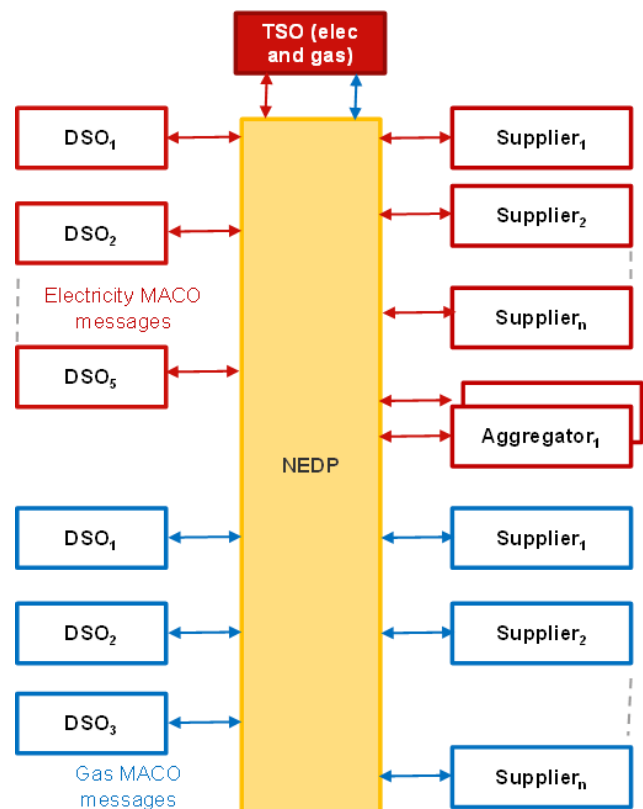 TSO (elec
and gas)
DSO₁
Supplier₁
DSO₂
Supplier₂
Electricity MACO
messages
Supplierₙ
DSO₅
Aggregator₁
NEDP
DSO₁
Supplier₁
DSO₂
Supplier₂
DSO₃
Gas MACO
messages
Supplierₙ